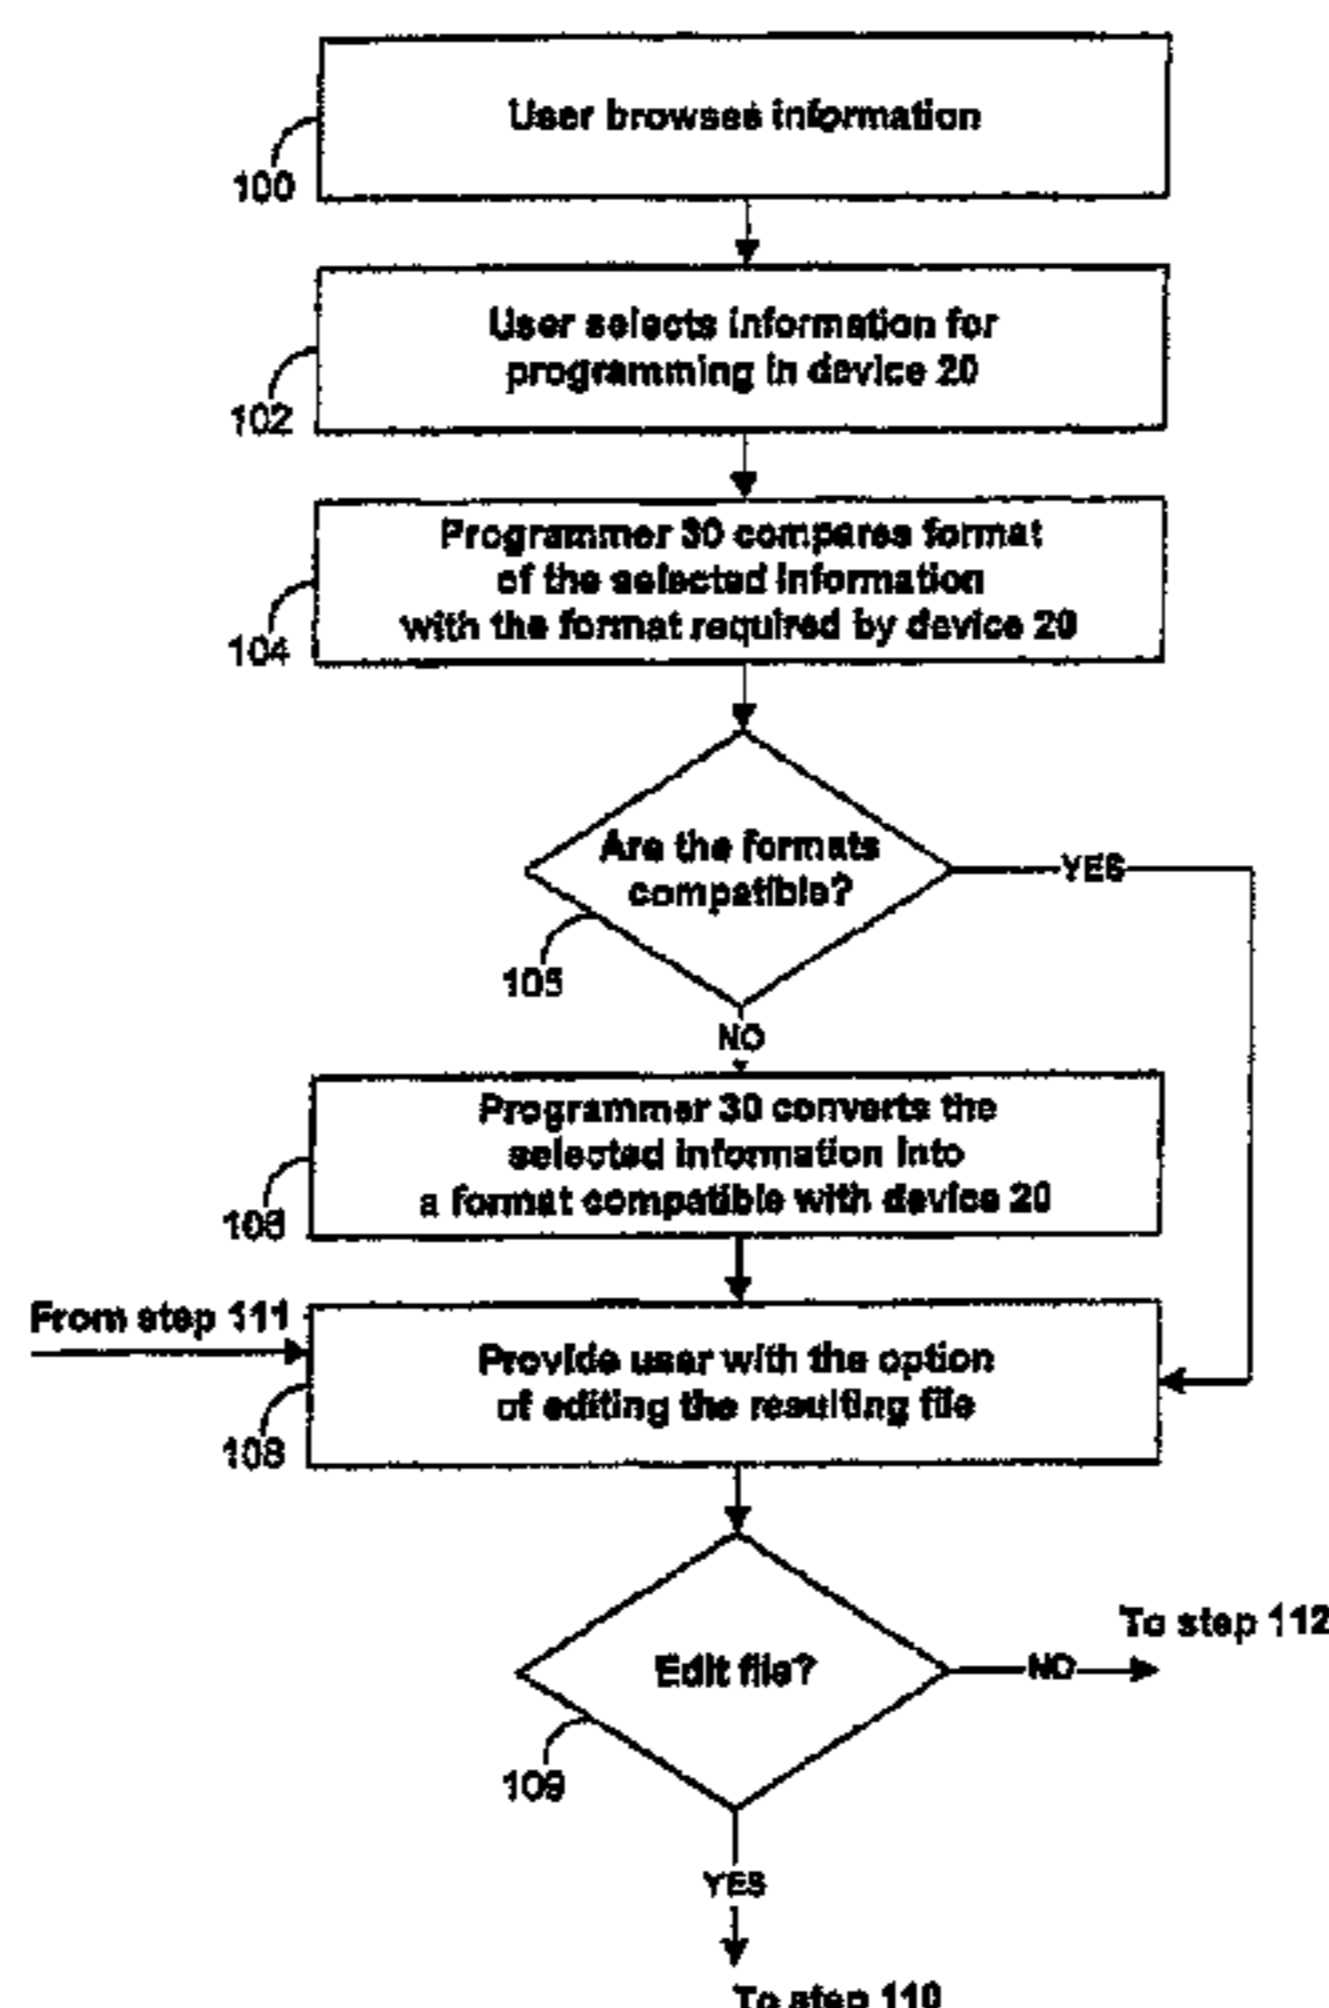 User browses information
100
User selects information for
programming in device 20
102
Programmer 30 compares format
of the selected information
with the format required by device 20
104
Are the formats
compatible?
YES
105
NO
Programmer 30 converts the
selected information into
a format compatible with device 20
106
From step 111
Provide user with the option
of editing the resulting file
108
To step 112
Edit file?
NO
109
YES
To step 110